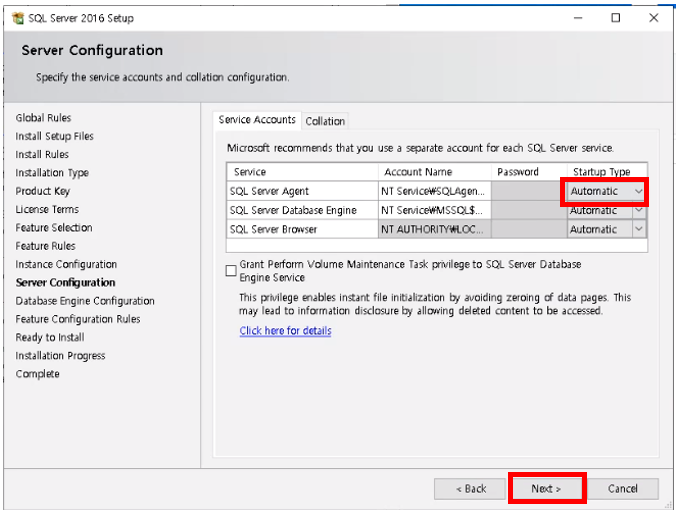 SQL Server 2016 Setup
Server Configuration
Specify the service accounts and collation configuration.
Global Rules
Install Setup Files
Install Rules
Installation Type
Product Key
License Terms
Feature Selection
Feature Rules
Instance Configuration
Server Configuration
Database Engine Configuration
Feature Configuration Rules
Ready to Install
Installation Progress
Complete
Service Accounts Collation
Microsoft recommends that you use a separate account for each SQL Server service.
Service Account Name Password Startup Type
SQL Server Agent NT Service₩SQLAgen... Automatic
SQL Server Database Engine NT Service₩MSSQL$... Automatic
SQL Server Browser NT AUTHORITY₩LOC... Automatic
Grant Perform Volume Maintenance Task privilege to SQL Server Database
Engine Service
This privilege enables instant file initialization by avoiding zeroing of data pages. This
may lead to information disclosure by allowing deleted content to be accessed.
Click here for details
< Back Next > Cancel